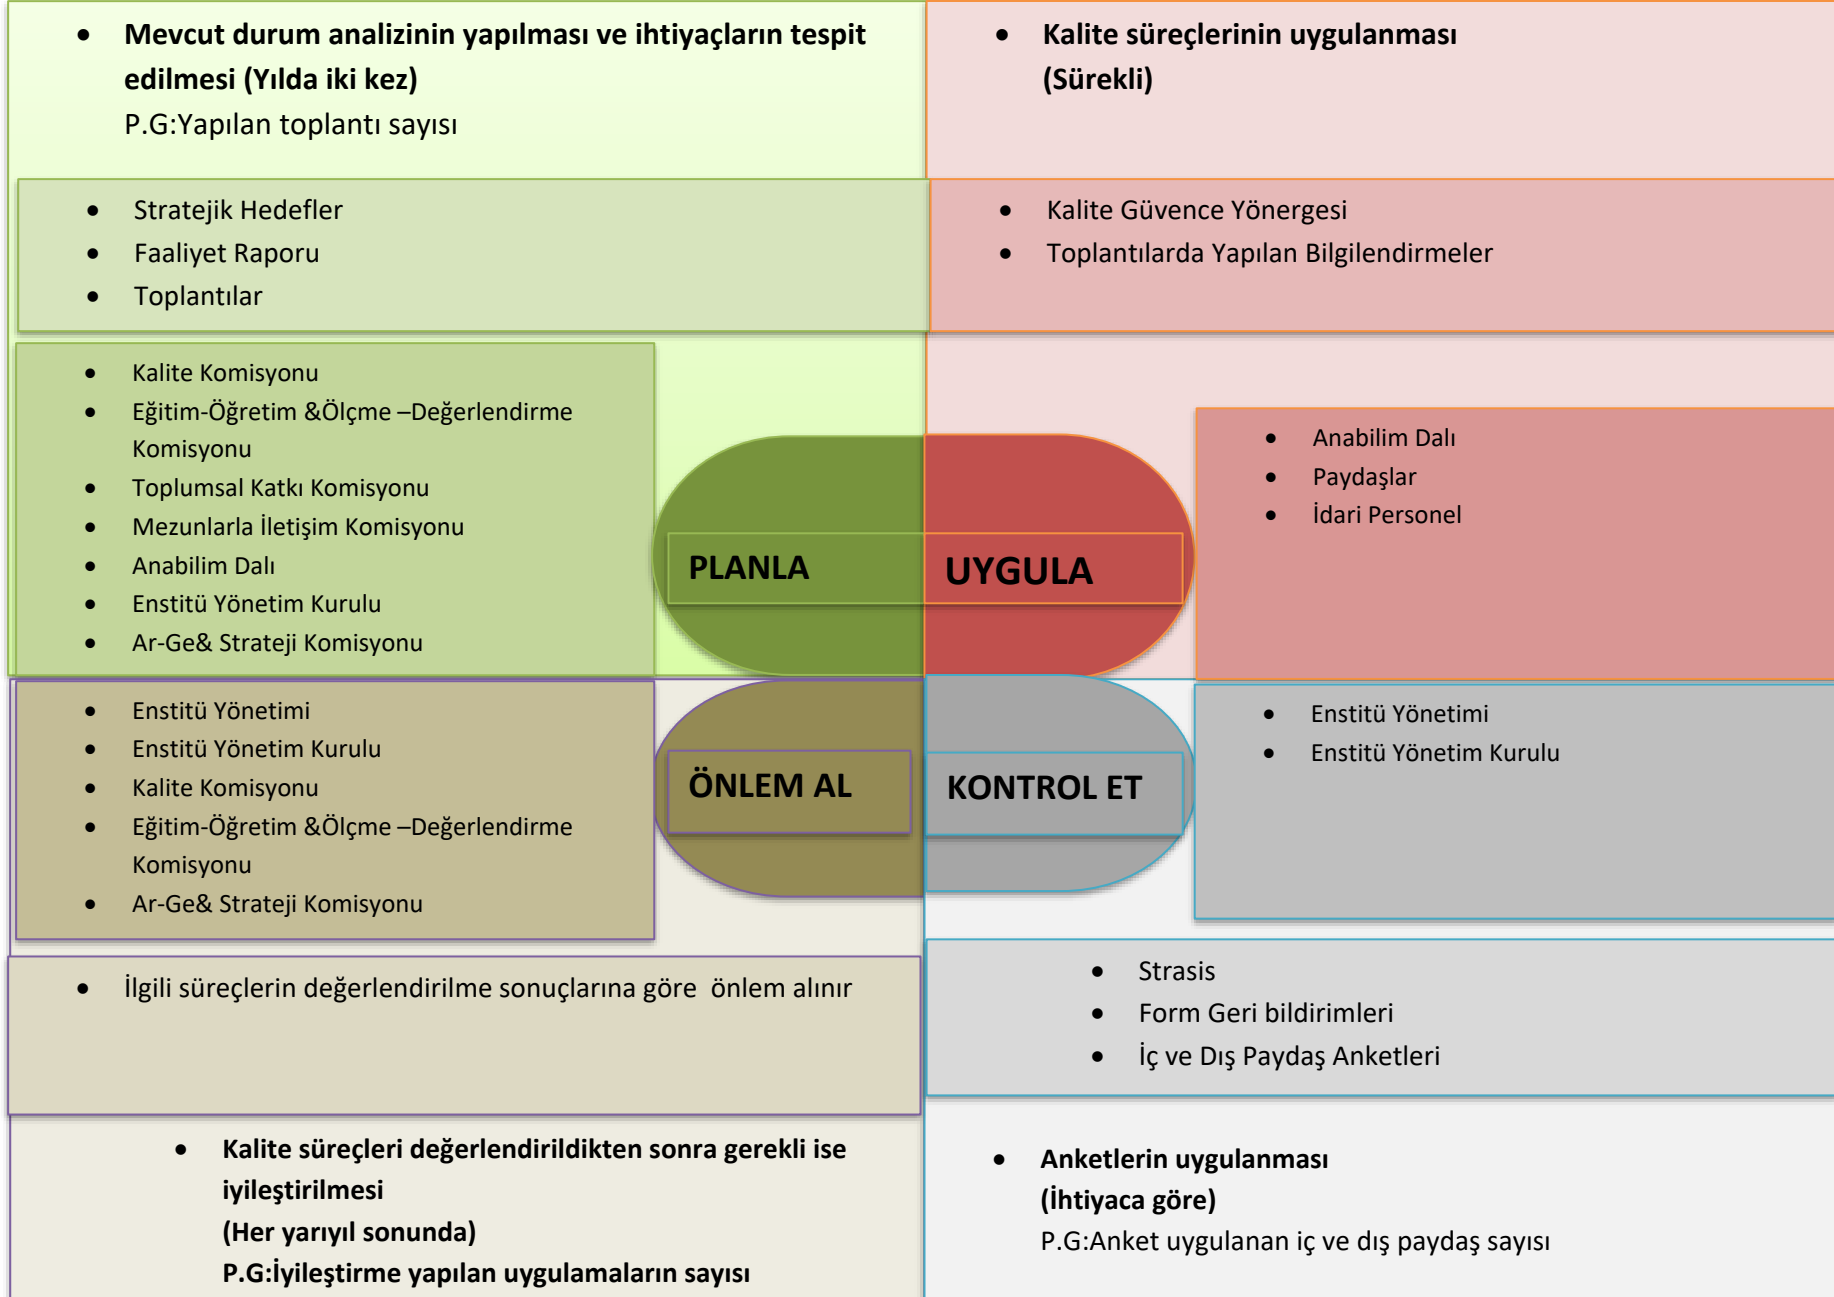 • Mevcut durum analizinin yapılması ve ihtiyaçların tespit
edilmesi (Yılda iki kez)
P.G:Yapılan toplantı sayısı
• Stratejik Hedefler
• Faaliyet Raporu
• Toplantılar
• Kalite Komisyonu
• Eğitim-Öğretim &Ölçme –Değerlendirme
Komisyonu
• Toplumsal Katkı Komisyonu
• Mezunlarla İletişim Komisyonu
• Anabilim Dalı
• Enstitü Yönetim Kurulu
• Ar-Ge& Strateji Komisyonu
PLANLA
• Kalite süreçlerinin uygulanması
(Sürekli)
• Kalite Güvence Yönergesi
• Toplantılarda Yapılan Bilgilendirmeler
UYGULA
• Anabilim Dalı
• Paydaşlar
• İdari Personel
• Enstitü Yönetimi
• Enstitü Yönetim Kurulu
• Kalite Komisyonu
• Eğitim-Öğretim &Ölçme –Değerlendirme
Komisyonu
• Ar-Ge& Strateji Komisyonu
ÖNLEM AL
• İlgili süreçlerin değerlendirilme sonuçlarına göre  önlem alınır
• Kalite süreçleri değerlendirildikten sonra gerekli ise
iyileştirilmesi
(Her yarıyıl sonunda)
P.G:İyileştirme yapılan uygulamaların sayısı
KONTROL ET
• Enstitü Yönetimi
• Enstitü Yönetim Kurulu
• Strasis
• Form Geri bildirimleri
• İç ve Dış Paydaş Anketleri
• Anketlerin uygulanması
(İhtiyaca göre)
P.G:Anket uygulanan iç ve dış paydaş sayısı